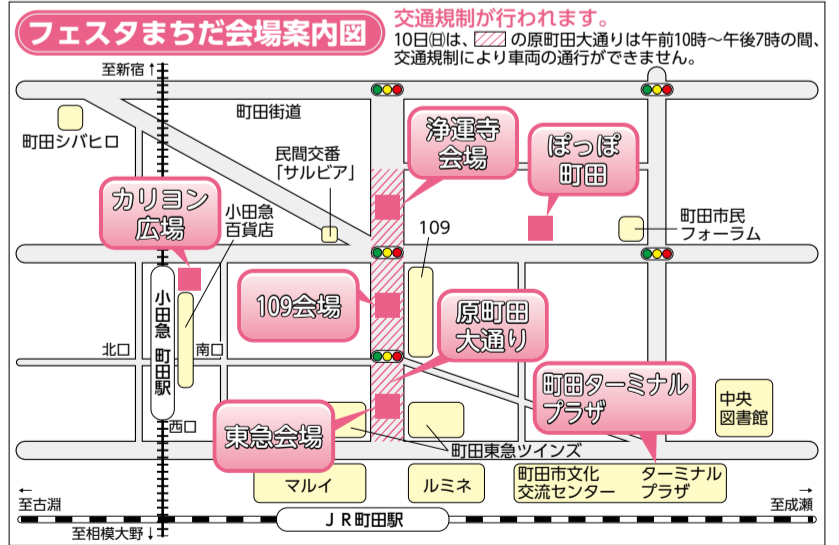 フェスタまちだ会場案内図
交通規制が行われます。
10日㈰は、 の原町田大通りは午前10時～午後7時の間、
交通規制により車両の通行ができません。
至新宿↑
町田街道
町田シバヒロ
民間交番
「サルビア」
浄運寺
会場
ぽっぽ
町田
カリヨン
広場
小田急
百貨店
109
町田市民
フォーラム
109会場
原町田
大通り
小田急 町田駅
北口
南口
西口
町田ターミナル
プラザ
中央
図書館
東急会場
町田東急ツインズ
マルイ
ルミネ
町田市文化
交流センター
ターミナル
プラザ
←
至古淵
→
至成瀬
JR町田駅
至相模大野↓